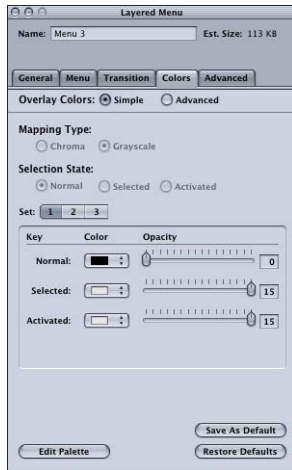 Layered Menu
Name: Menu 3 Est. Size: 113 KB
General Menu Transition Colors Advanced
Overlay Colors: Simple Advanced
Mapping Type:
Chroma Grayscale
Selection State:
Normal Selected Activated
Set: 1 2 3
Key Color Opacity
Normal: 0
Selected: 15
Activated: 15
Save As Default
Edit Palette Restore Defaults